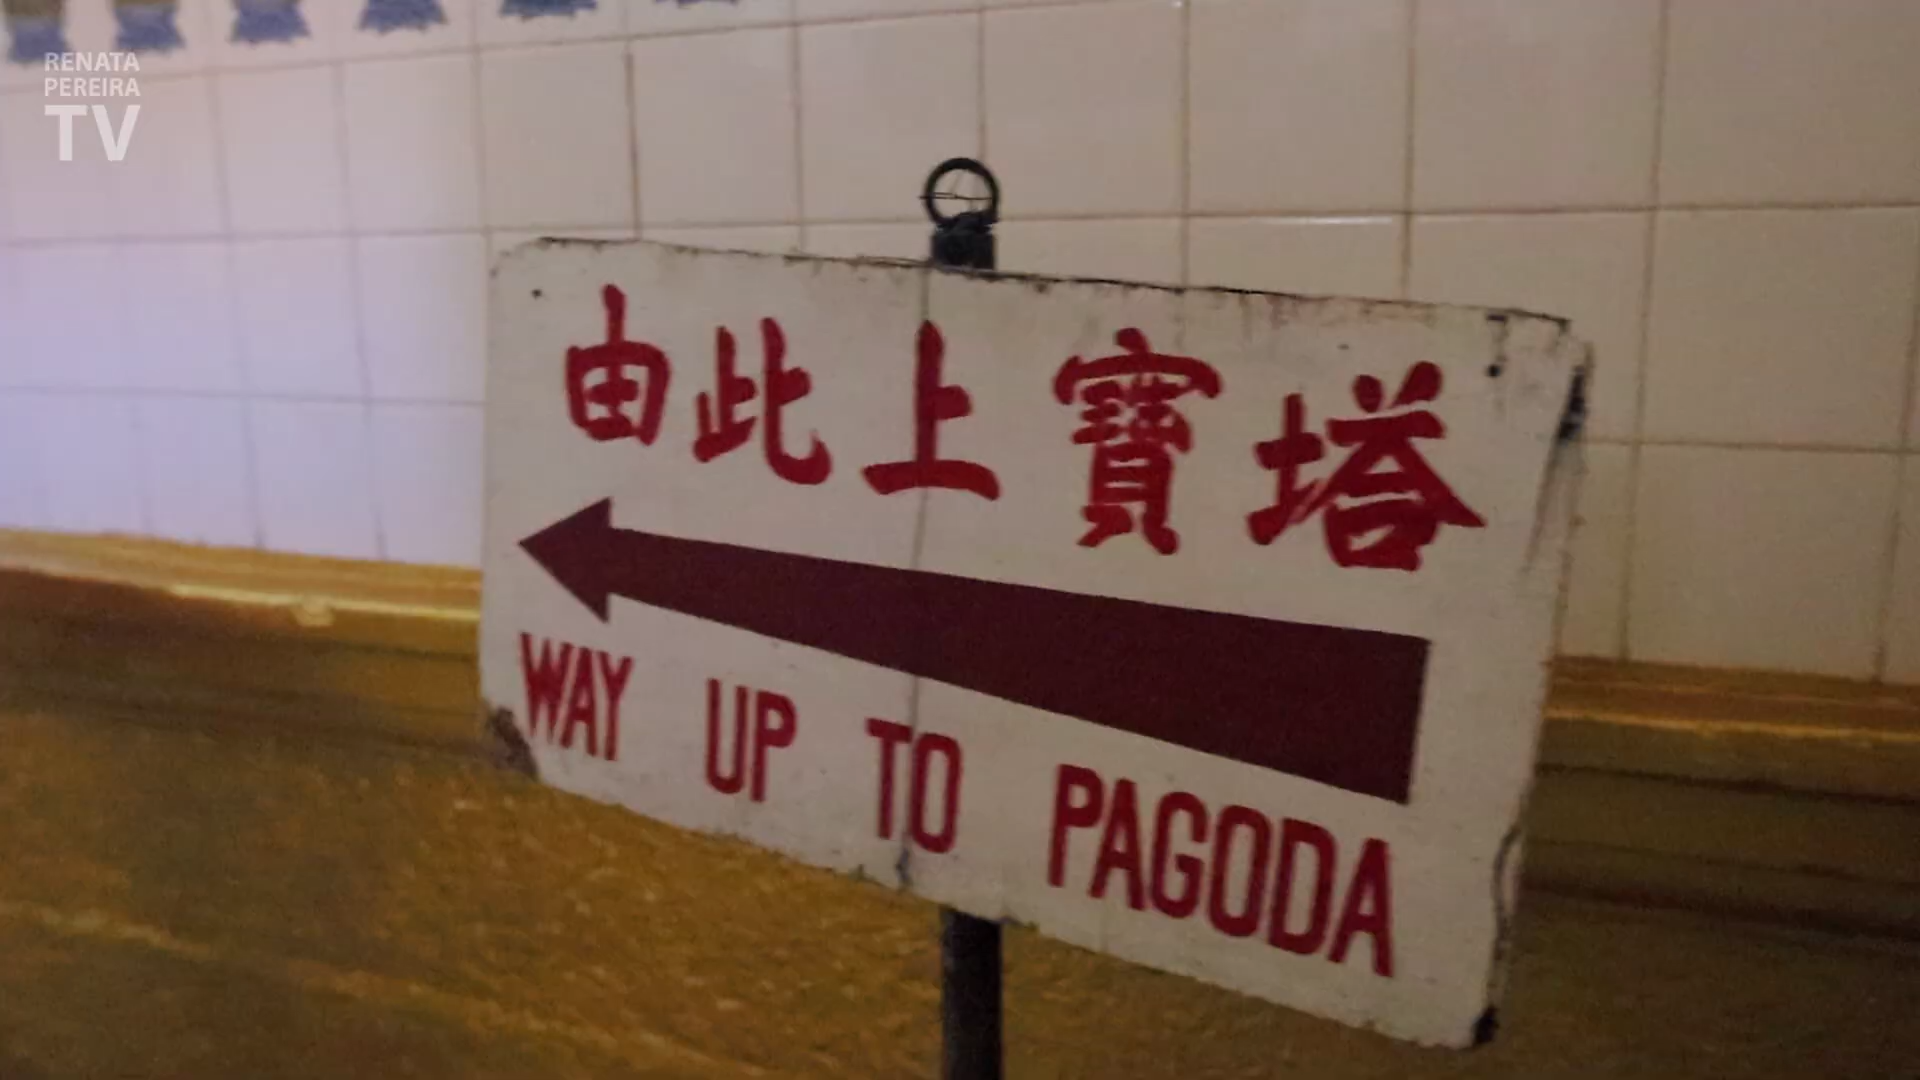 RENATA
PEREIRA
TV
由此上寶塔
WAY UP TO PAGODA